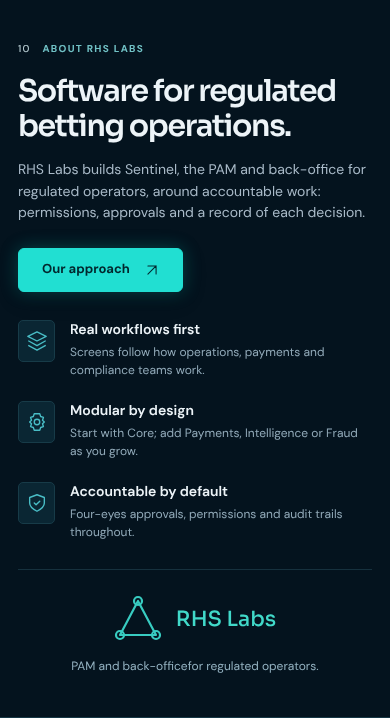 10 ABOUT RHS LABS
Software for regulated
betting operations.
RHS Labs builds Sentinel, the PAM and back-office for
regulated operators, around accountable work:
permissions, approvals and a record of each decision.
Our approach
Real workflows first
Screens follow how operations, payments and
compliance teams work.
Modular by design
Start with Core; add Payments, Intelligence or Fraud
as you grow.
Accountable by default
Four-eyes approvals, permissions and audit trails
throughout.
RHS Labs
PAM and back-officefor regulated operators.